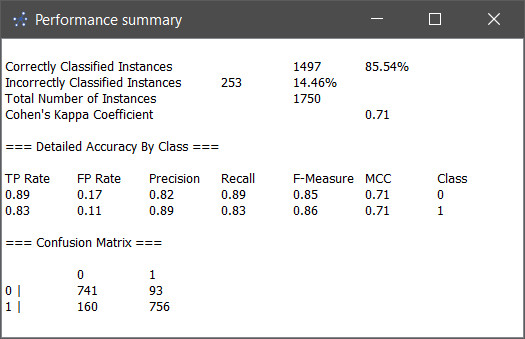 Performance summary
Correctly Classified Instances 1497 85.54%
Incorrectly Classified Instances 253 14.46%
Total Number of Instances 1750
Cohen's Kappa Coefficient 0.71
=== Detailed Accuracy By Class ===
TP Rate FP Rate Precision Recall F-Measure MCC Class
0.89 0.17 0.82 0.89 0.85 0.71 0
0.83 0.11 0.89 0.83 0.86 0.71 1
=== Confusion Matrix ===
0 1
0 | 741 93
1 | 160 756